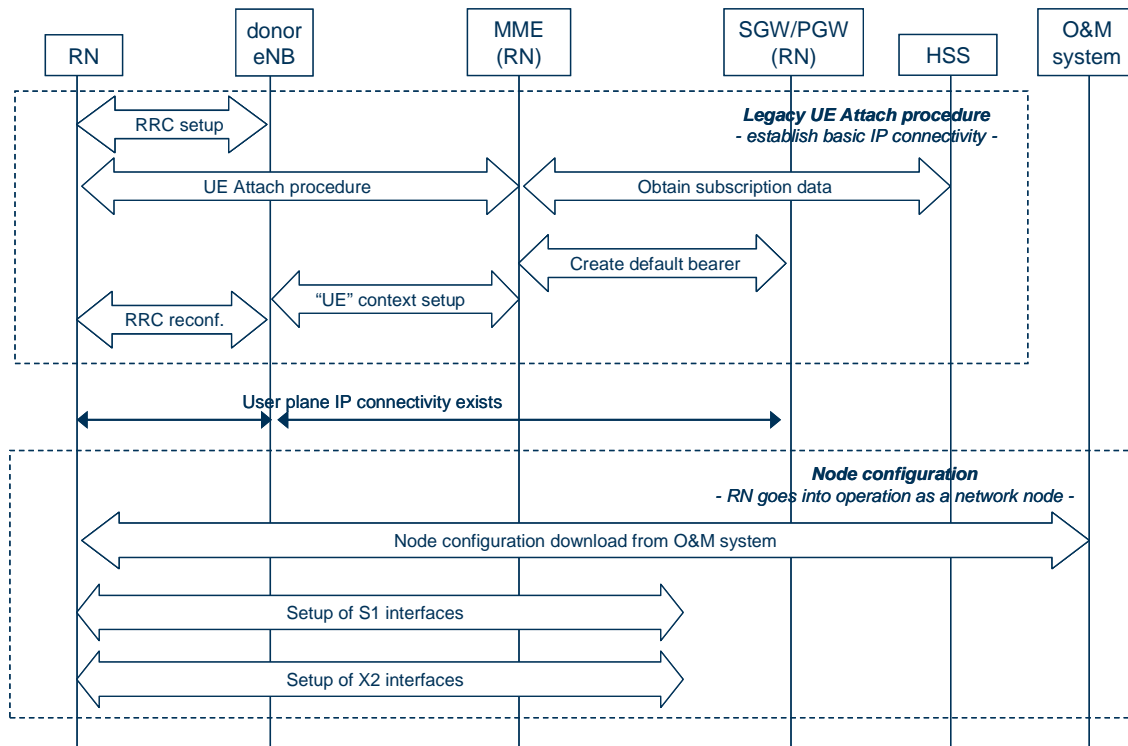 RN
donor
eNB
MME
(RN)
SGW/PGW
(RN)
HSS
O&M
system
Legacy UE Attach procedure
- establish basic IP connectivity -
RRC setup
UE Attach procedure
Obtain subscription data
Create default bearer
“UE” context setup
RRC reconf.
User plane IP connectivity exists
Node configuration
- RN goes into operation as a network node -
Node configuration download from O&M system
Setup of S1 interfaces
Setup of X2 interfaces